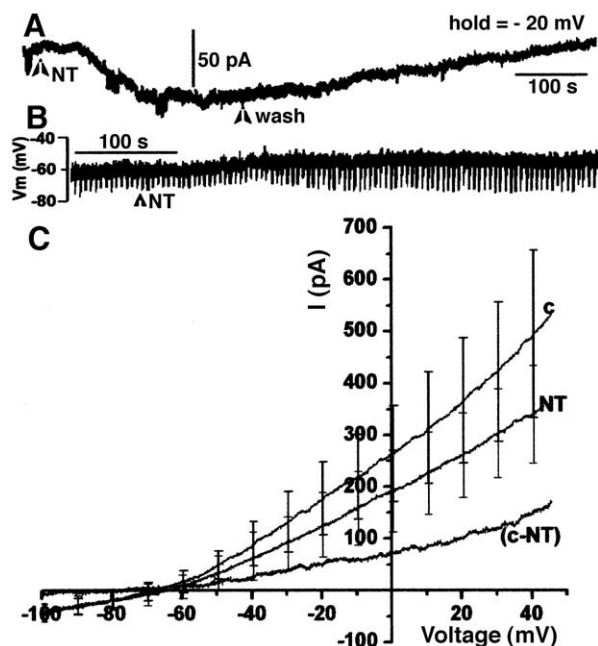 A
hold = - 20 mV
NT
50 pA
wash
100 s
B
100 s
Vm (mV)
-40
-60
-80
NT
C
I (pA)
700
600
500
400
300
200
100
-100
c
NT
(c-NT)
-100 -80 -60 -40 -20 0 20 40
Voltage (mV)